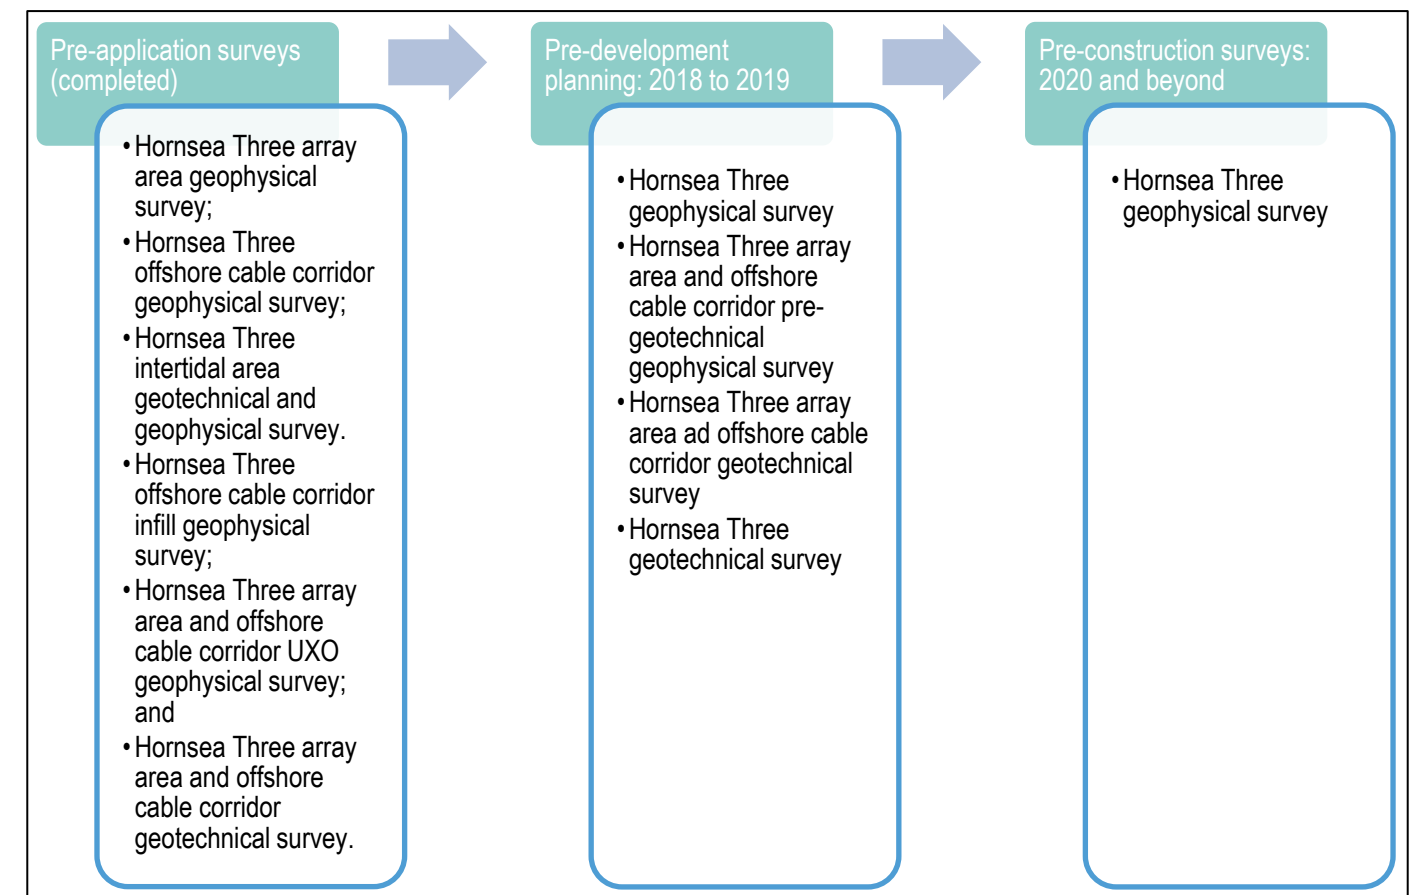 Pre-application surveys
(completed)
•Hornsea Three array
area geophysical
survey;
•Hornsea Three
offshore cable corridor
geophysical survey;
•Hornsea Three
intertidal area
geotechnical and
geophysical survey.
•Hornsea Three
offshore cable corridor
infill geophysical
survey;
•Hornsea Three array
area and offshore
cable corridor UXO
geophysical survey;
and
•Hornsea Three array
area and offshore
cable corridor
geotechnical survey.
Pre-development
planning: 2018 to 2019
•Hornsea Three
geophysical survey
•Hornsea Three array
area and offshore
cable corridor pre-
geotechnical
geophysical survey
•Hornsea Three array
area ad offshore cable
corridor geotechnical
survey
•Hornsea Three
geotechnical survey
Pre-construction surveys:
2020 and beyond
•Hornsea Three
geophysical survey